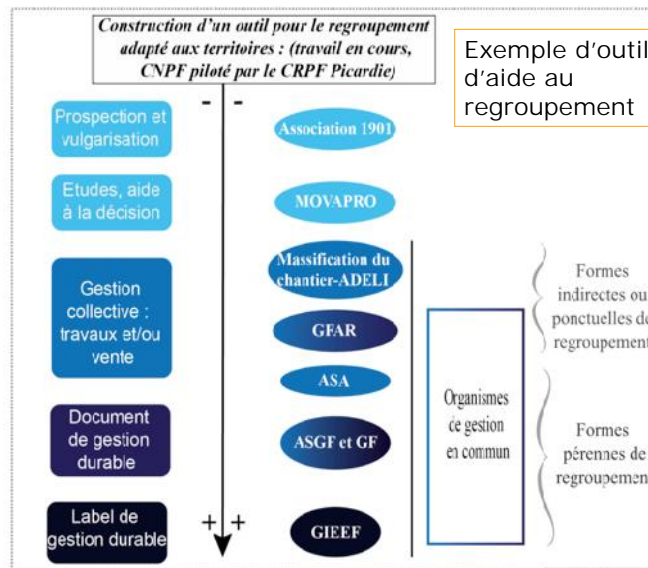 Construction d'un outil pour le regroupement
adapté aux territoires : (travail en cours,
CNPF piloté par le CRPF Picardie)
Exemple d'outil
d'aide au
regroupement
- -
Prospection et
vulgarisation
Association 1901
Etudes, aide
à la décision
MOVAPRO
Gestion
collective :
travaux et/ou
vente
Massification du
chantier-ADELI
GFAR
ASA
Formes
indirectes ou
ponctuelles de
regroupement
Document
de gestion
durable
ASGF et GF
Organismes
de gestion
en commun
Formes
pérennes de
regroupemen
Label de
gestion durable
+ +
GIEEF